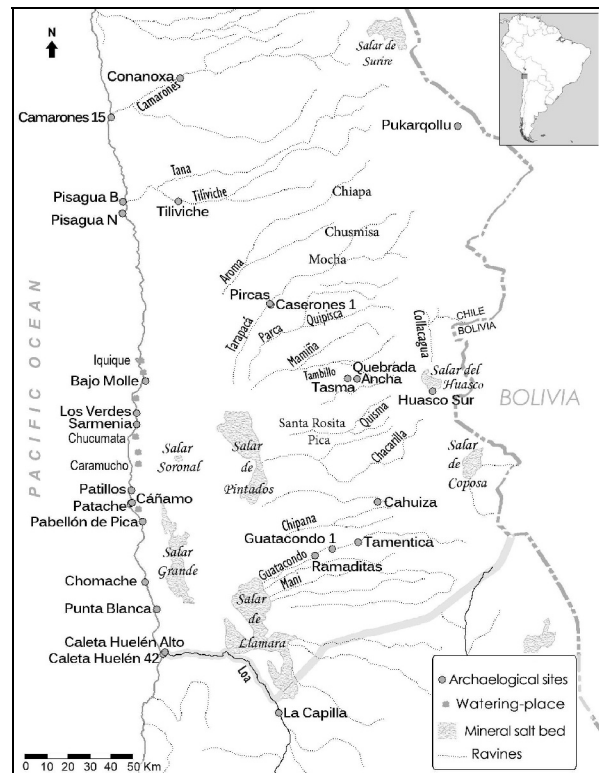 N
Salar de
Surire
Conanoxa
Camarones
Camarones 15
Pukarqollu
Tana
Pisagua B
Tiliviche
Chiapa
Pisagua N
Tiliviche
Chusmisa
Aroma
Mocha
PACIFIC OCEAN
Pircas
Caserones 1
Tarapacá
Parca
Quipisca
Collacagua
CHILE
BOLIVIA
Mamiña
Iquique
Tambillo
Quebrada
Ancha
Tasma
Salar del
Huasco
Bajo Molle
Huasco Sur
BOLIVIA
Los Verdes
Sarmenia
Quisma
Santa Rosita
Pica
Chucumata
Chacarilla
Salar
Soronal
Salar
de
Pintados
Salar
de
Coposa
Caramucho
Patillos
Cáñamo
Patache
Cahuiza
Pabellón de Pica
Chipana
Guatacondo 1
Tamentica
Guatacondo
Ramaditas
Salar
Grande
Mani
Chomache
Salar
de
Llamara
Punta Blanca
Caleta Huelén Alto
Caleta Huelén 42
Loa
La Capilla
Archaelogical sites
Watering-place
Mineral salt bed
Ravines
0 10 20 30 40 50 Km